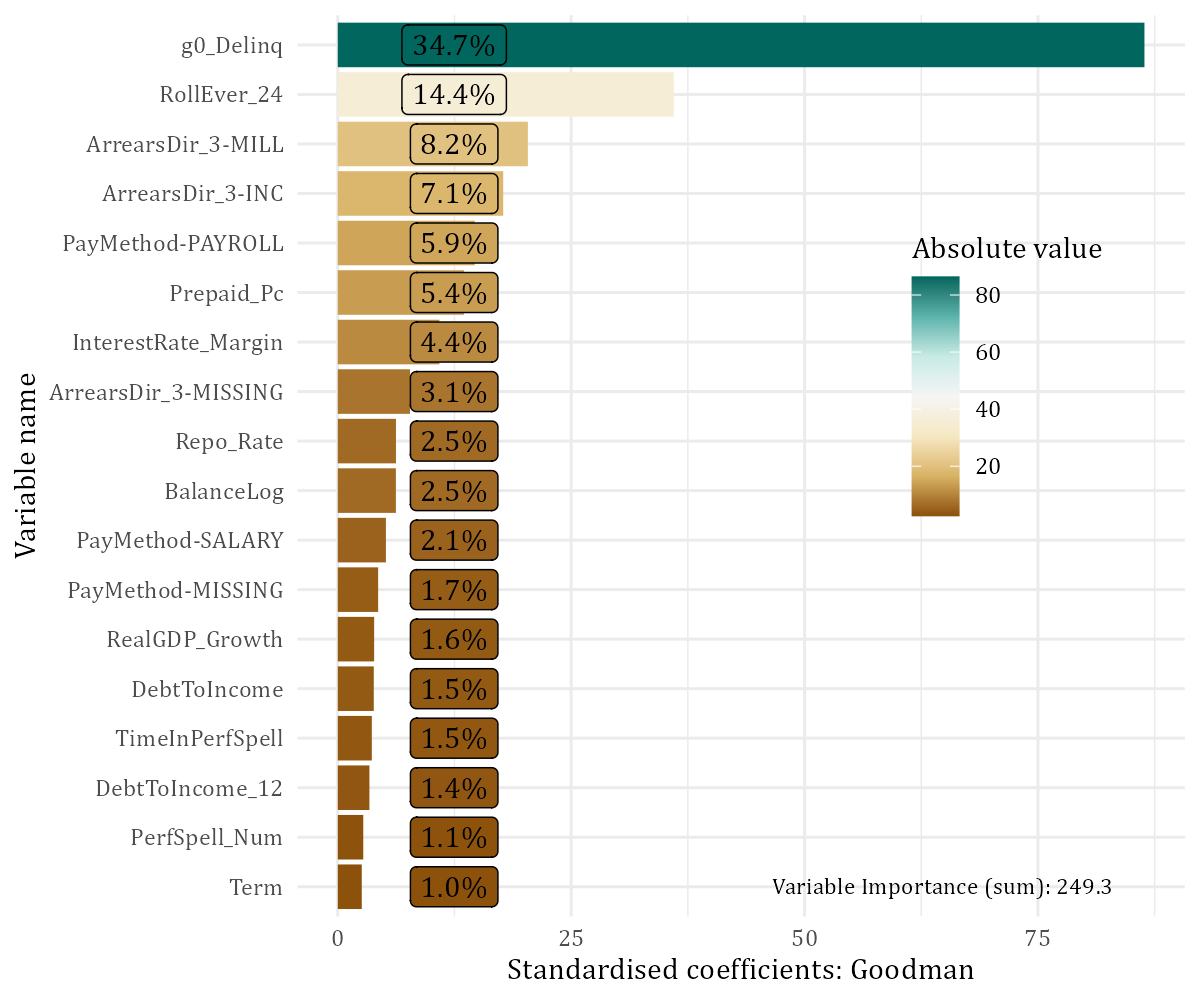 g0_Delinq 34.7%
RollEver_24 14.4%
ArrearsDir_3-MILL 8.2%
ArrearsDir_3-INC 7.1%
PayMethod-PAYROLL 5.9%
Absolute value
Prepaid_Pc 5.4%
80
InterestRate_Margin 4.4%
60
ArrearsDir_3-MISSING 3.1%
40
Repo_Rate 2.5%
20
BalanceLog 2.5%
PayMethod-SALARY 2.1%
PayMethod-MISSING 1.7%
RealGDP_Growth 1.6%
DebtToIncome 1.5%
TimeInPerfSpell 1.5%
DebtToIncome_12 1.4%
PerfSpell_Num 1.1%
Term 1.0%
Variable Importance (sum): 249.3
Variable name
0 25 50 75
Standardised coefficients: Goodman